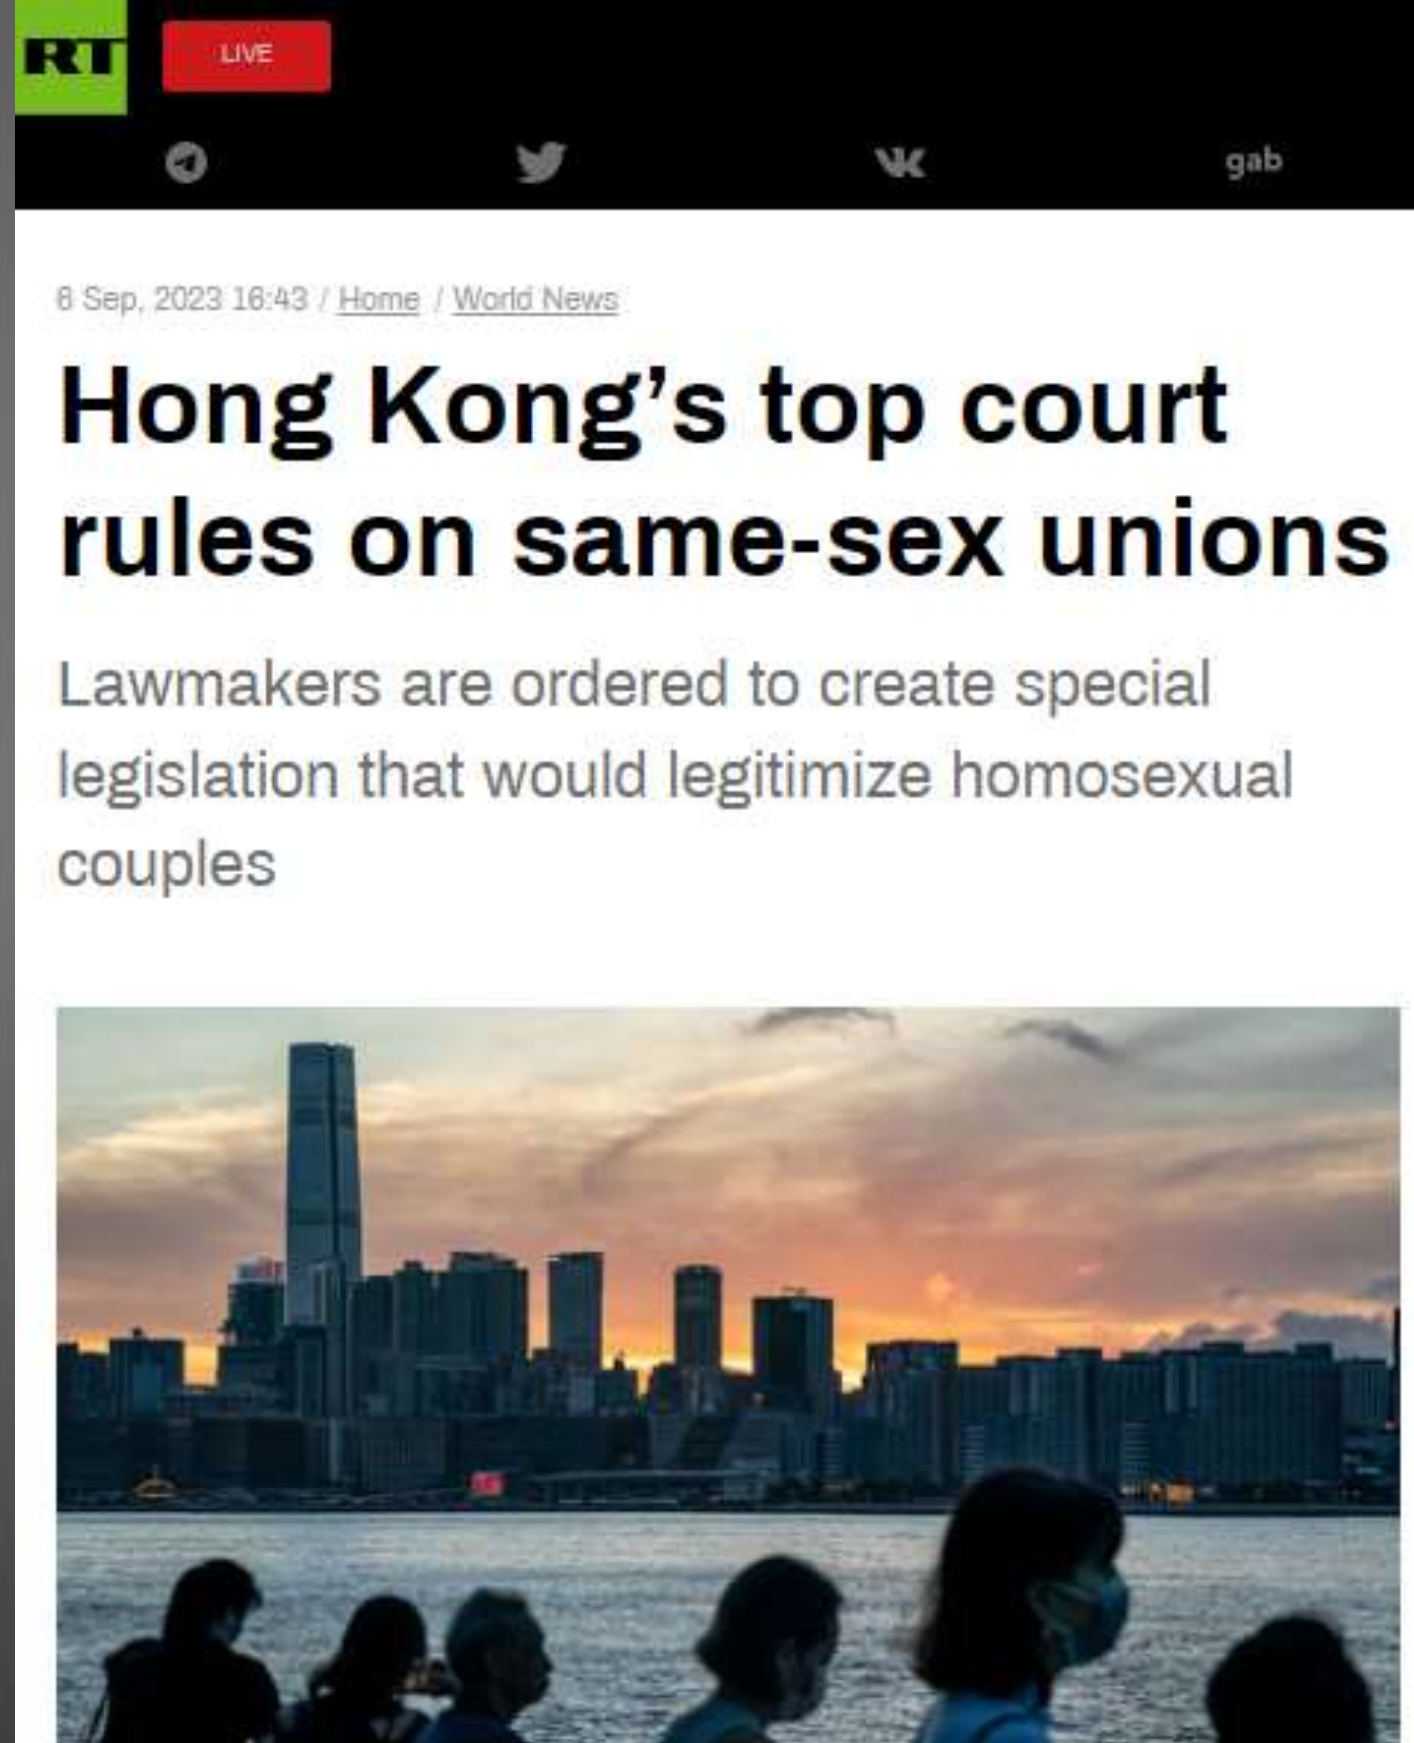 RT
LIVE
gab
6 Sep, 2023 16:43 / Home / World News
Hong Kong’s top court
rules on same-sex unions
Lawmakers are ordered to create special
legislation that would legitimize homosexual
couples